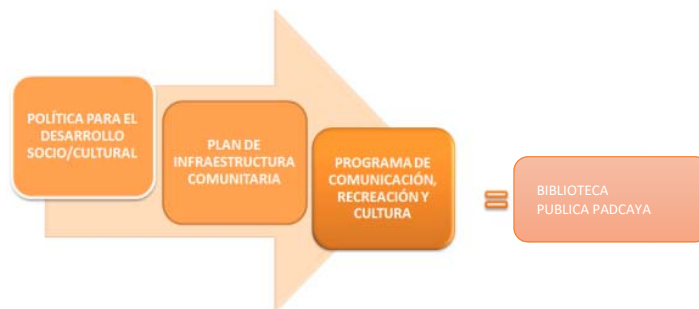 POLÍTICA PARA EL
DESARROLLO
SOCIO/CULTURAL
PLAN DE
INFRAESTRUCTURA
COMUNITARIA
PROGRAMA DE
COMUNICACIÓN,
RECREACIÓN Y
CULTURA
=
BIBLIOTECA
PUBLICA PADCAYA